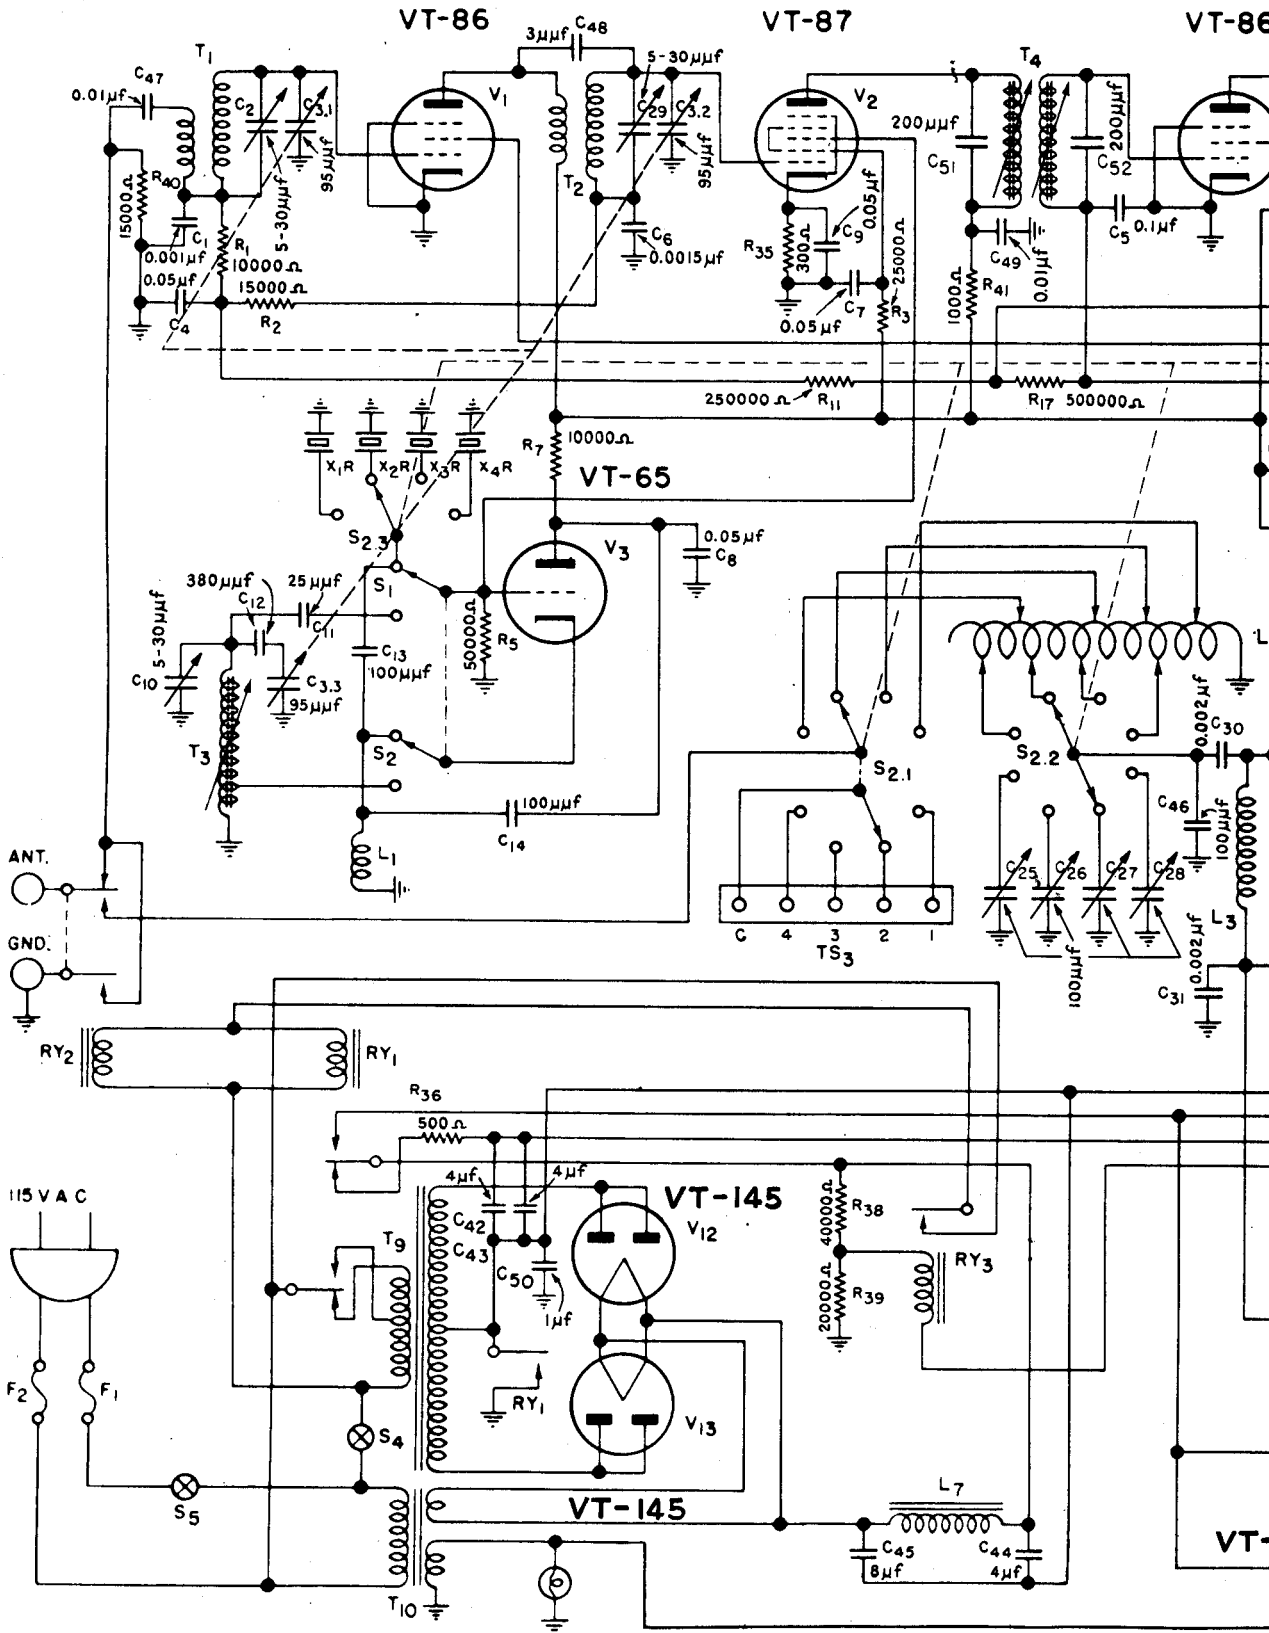 VT-86
VT-87
VT-86
T1
C47
0.01µf
C2
C3.1
95µµf
5-30µµf
R40
15000Ω
C1
0.001µf
R1
10000Ω
0.05µf
C4
15000Ω
R2
V1
3µµf
C48
5-30µµf
C29
C3.2
95µµf
T2
C6
0.0015µf
V2
R35
300Ω
C9
0.05µf
C7
0.05µf
R3
25000Ω
200µµf
C51
T4
200µµf
C52
C5
0.1µf
C49
0.01µf
R41
1000Ω
250000Ω
R11
R17
500000Ω
X1R
X2R
X3R
X4R
R7
10000Ω
VT-65
S2.3
V3
0.05µf
C8
S1
380µµf
C12
25µµf
C11
5-30µµf
C10
C3.3
95µµf
C13
100µµf
50000Ω
R5
T3
S2
100µµf
C14
L1
S2.1
S2.2
L
0.002µf
C30
C46
100µµf
L3
C25
C26
C27
C28
100µµf
0.002µf
C31
ANT.
GND.
G
4
3
2
1
TS3
RY2
RY1
R36
500Ω
4µf
4µf
C42
C43
C50
1µf
VT-145
V12
115 V A C
T9
R38
40000Ω
R39
20000Ω
RY3
F2
F1
RY1
V13
S4
S5
VT-145
L7
C45
8µf
C44
4µf
VT-
T10